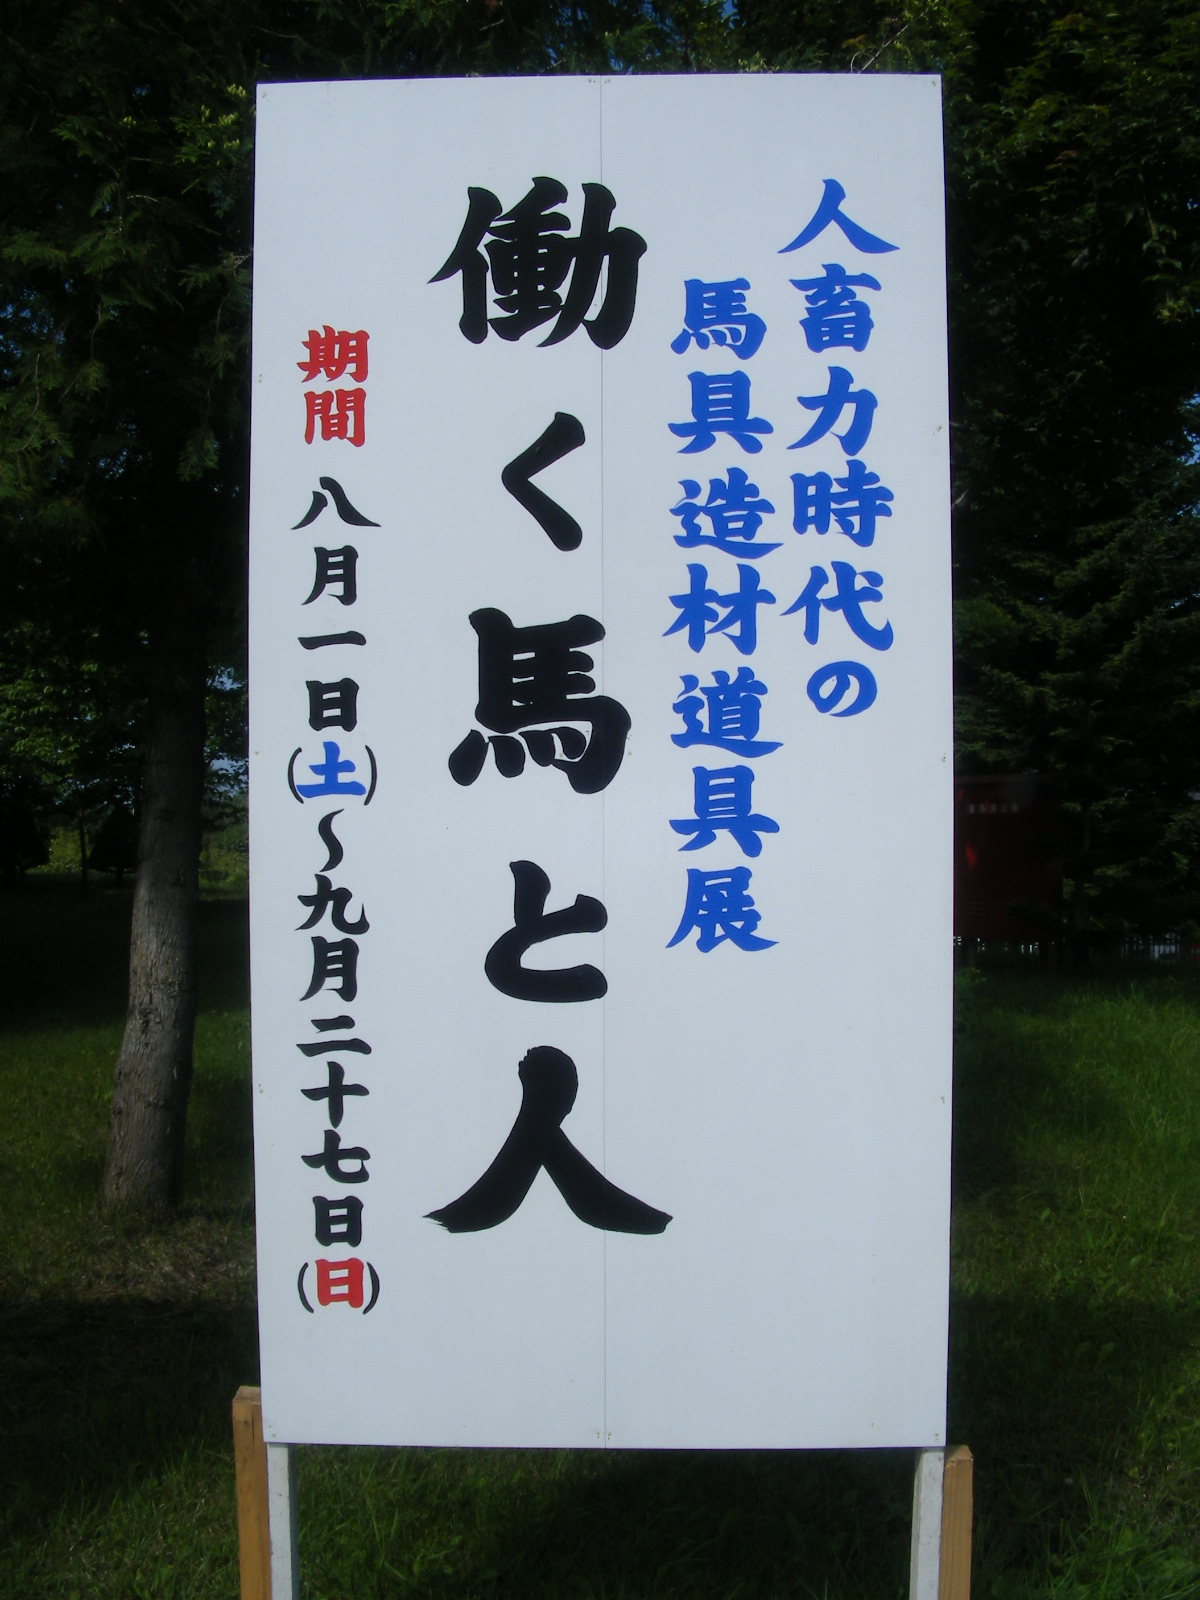 人畜力時代の
馬具造材道具展
働く馬と人
期間 八月一日(土)〜九月二十七日(日)